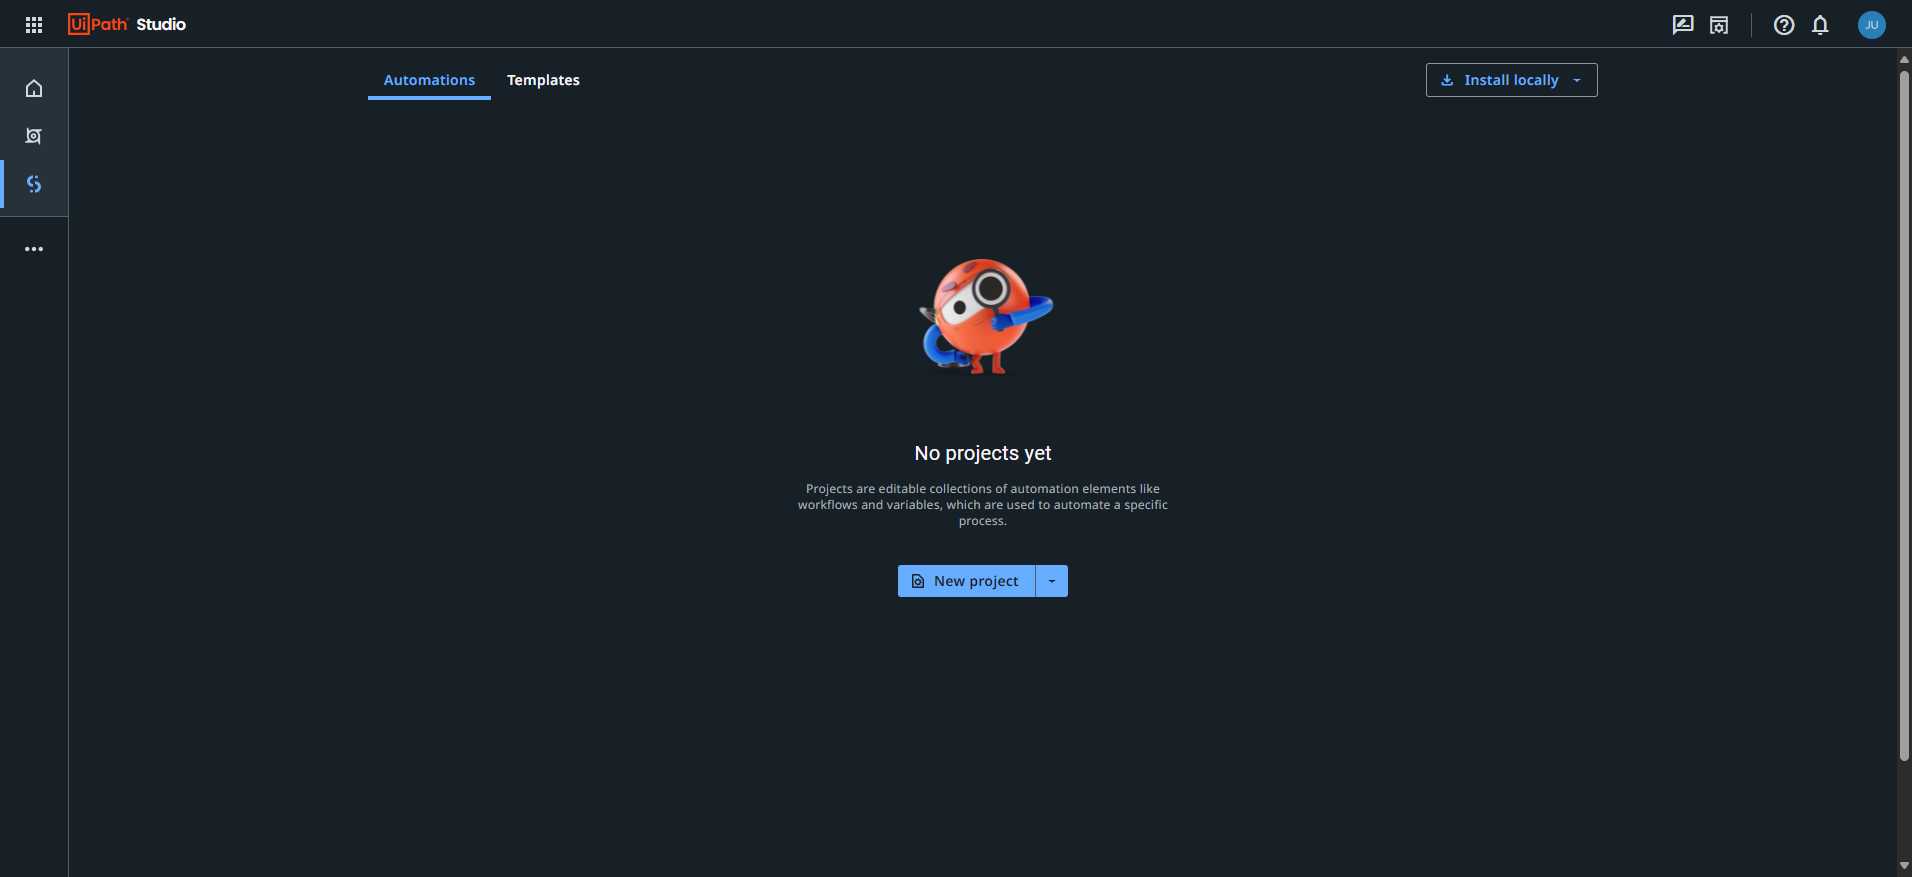 UiPath Studio
JU
Automations
Templates
Install locally
No projects yet
Projects are editable collections of automation elements like
workflows and variables, which are used to automate a specific
process.
New project